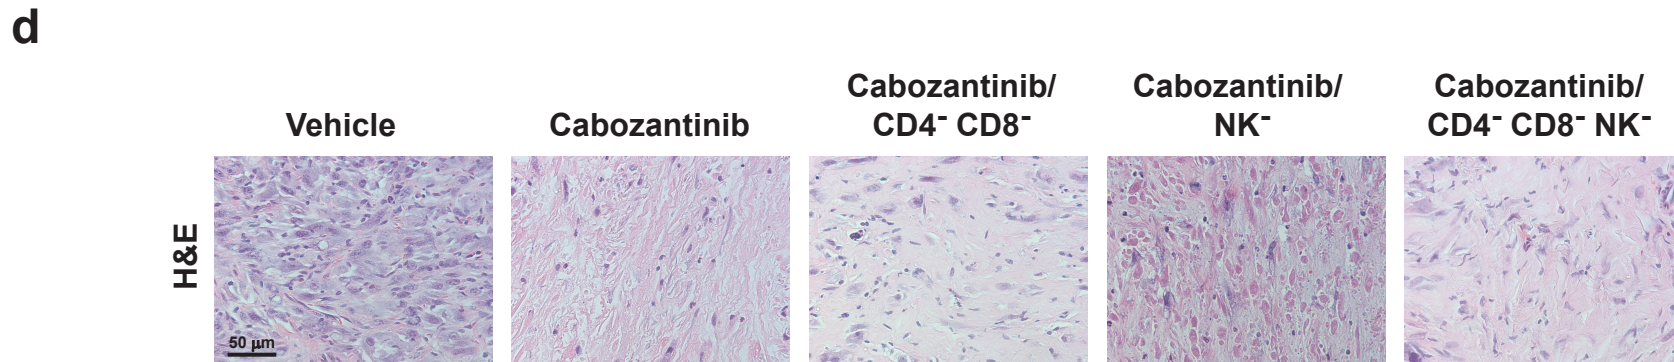 d
Vehicle
Cabozantinib
Cabozantinib/
CD4⁻ CD8⁻
Cabozantinib/
NK⁻
Cabozantinib/
CD4⁻ CD8⁻ NK⁻
H&E
50 µm